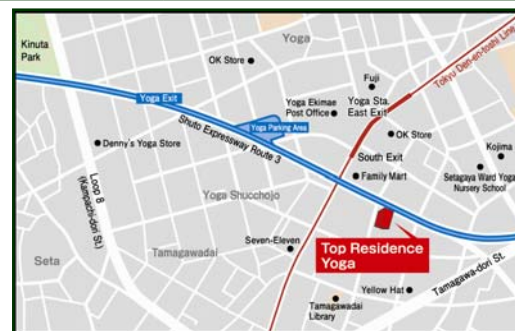 Kinuta
Park
Yoga
OK Store
Fuji
Tokyu Den-en-toshi Line
Yoga Exit
Yoga Sta.
East Exit
Yoga Ekimae
Post Office
Yoga Parking Area
OK Store
Shuto Expressway Route 3
Denny's Yoga Store
Kojima
South Exit
Setagaya Ward Yoga
Nursery School
Family Mart
Loop 8
(Kampachi-dori St.)
Yoga Shucchojo
Top Residence
Yoga
Seven-Eleven
Tamagawadai
Seta
Tamagawa-dori St.
Yellow Hat
Tamagawadai
Library